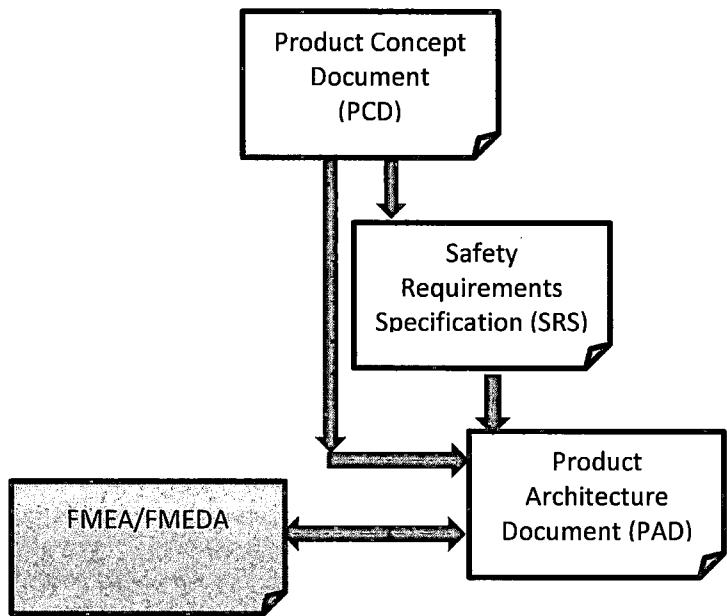 Product Concept
Document
(PCD)
Safety
Requirements
Specification (SRS)
Product
Architecture
Document (PAD)
FMEA/FMEDA